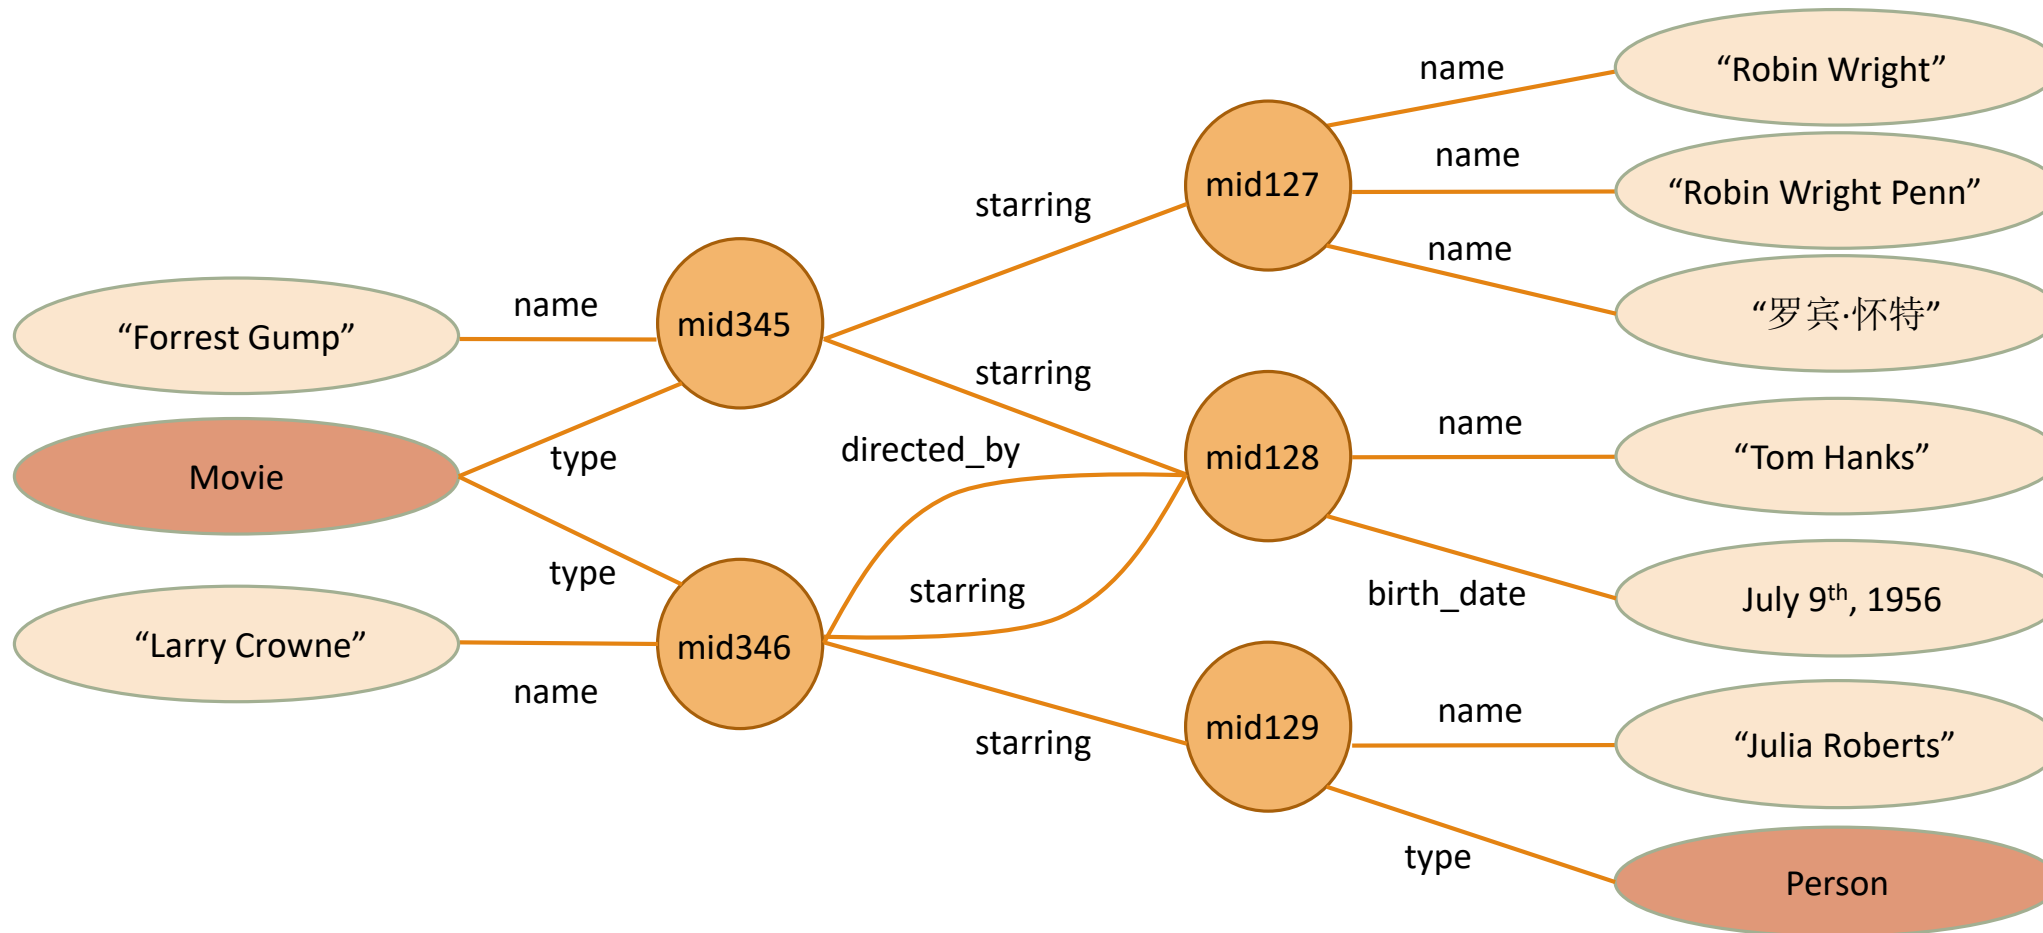 name
“Robin Wright”
name
“Robin Wright Penn”
mid127
starring
name
“罗宾·怀特”
name
mid345
“Forrest Gump”
starring
name
directed_by
mid128
“Tom Hanks”
type
Movie
type
starring
birth_date
July 9th, 1956
“Larry Crowne”
mid346
name
starring
name
mid129
“Julia Roberts”
type
Person